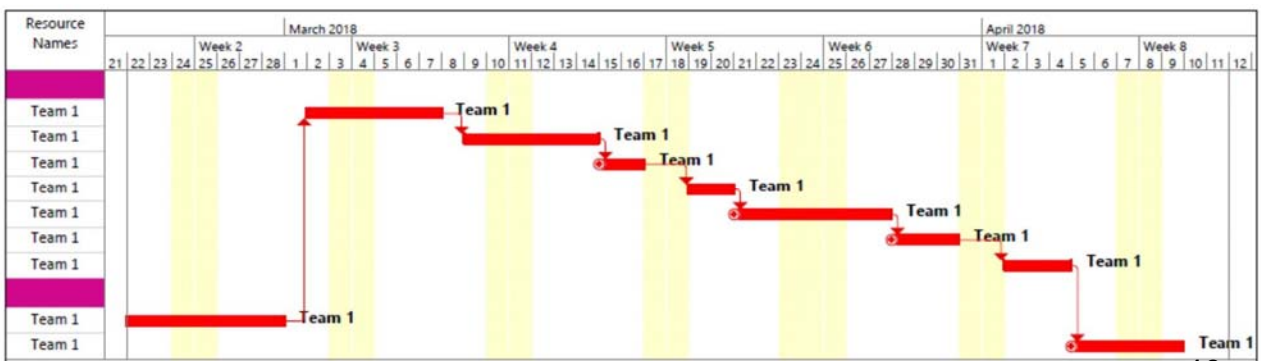 Resource Names
March 2018 April 2018
Week 2 Week 3 Week 4 Week 5 Week 6 Week 7 Week 8
21 22 23 24 25 26 27 28 1 2 3 4 5 6 7 8 9 10 11 12 13 14 15 16 17 18 19 20 21 22 23 24 25 26 27 28 29 30 31 1 2 3 4 5 6 7 8 9 10 11 12
Team 1 Team 1
Team 1 Team 1
Team 1 Team 1
Team 1 Team 1
Team 1 Team 1
Team 1 Team 1
Team 1 Team 1
Team 1 Team 1
Team 1 Team 1